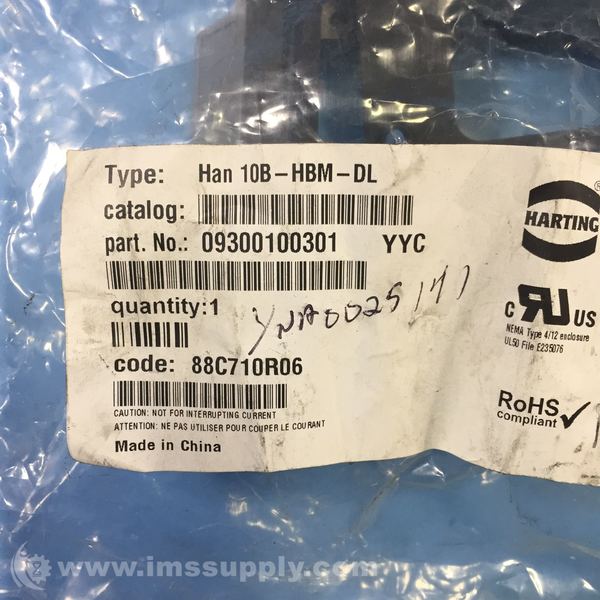 Type: Han 10B-HBM-DL
catalog:
HARTING
part. No.: 09300100301 YYC
quantity:1
YNA0025171
c RU US
NEMA Type 4/12 enclosure
UL50 File E235076
code: 88C710R06
RoHS
compliant
CAUTION: NOT FOR INTERRUPTING CURRENT
ATTENTION: NE PAS UTILISER POUR COUPER LE COURANT
Made in China
www.imssupply.com